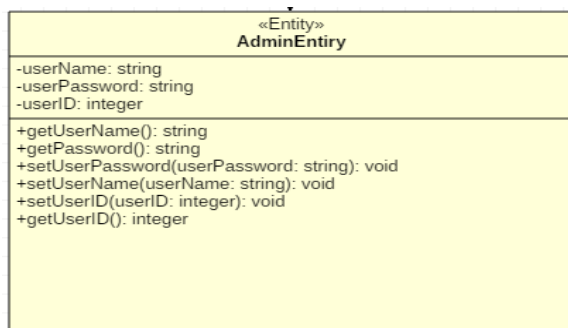 «Entity»
AdminEntiry
-userName: string
-userPassword: string
-userID: integer
+getUserName(): string
+getPassword(): string
+setUserPassword(userPassword: string): void
+setUserName(userName: string): void
+setUserID(userID: integer): void
+getUserID(): integer